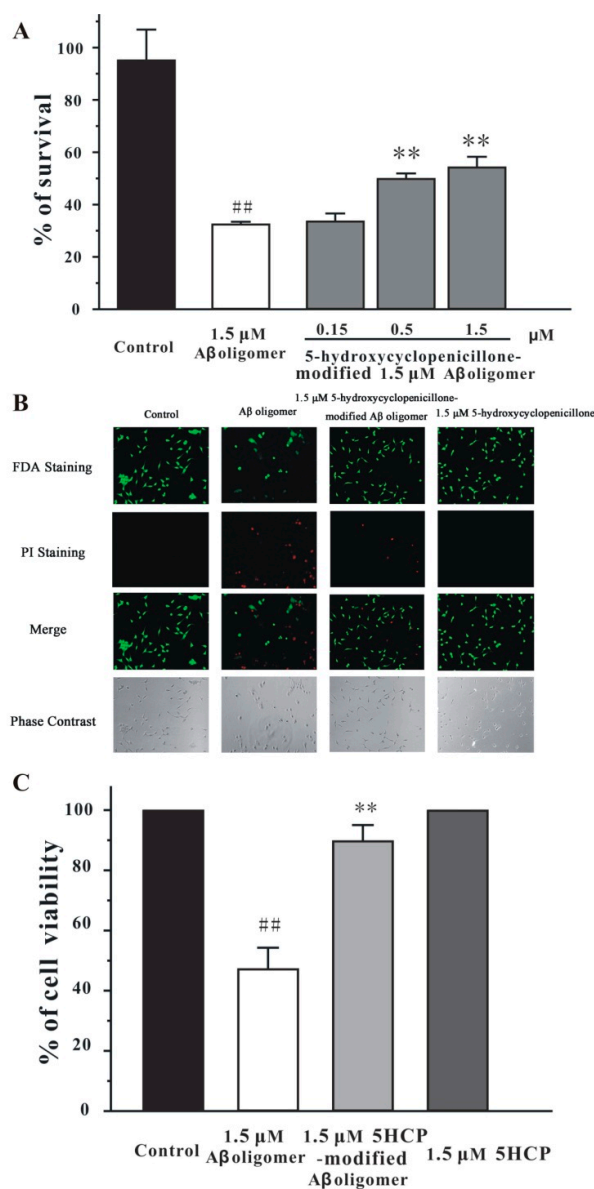 A
% of survival
100
80
60
40
20
0
##
**
**
Control
1.5 μM
Aβ oligomer
0.15 0.5 1.5 μM
5-hydroxycyclopenicillone-
modified 1.5 μM Aβ oligomer
B
Control
Aβ oligomer
1.5 μM 5-hydroxycyclopenicillone-
modified Aβ oligomer
1.5 μM 5-hydroxycyclopenicillone
FDA Staining
PI Staining
Merge
Phase Contrast
C
% of cell viability
100
80
60
40
20
0
##
**
Control
1.5 μM
Aβ oligomer
1.5 μM 5HCP
-modified
Aβ oligomer
1.5 μM 5HCP